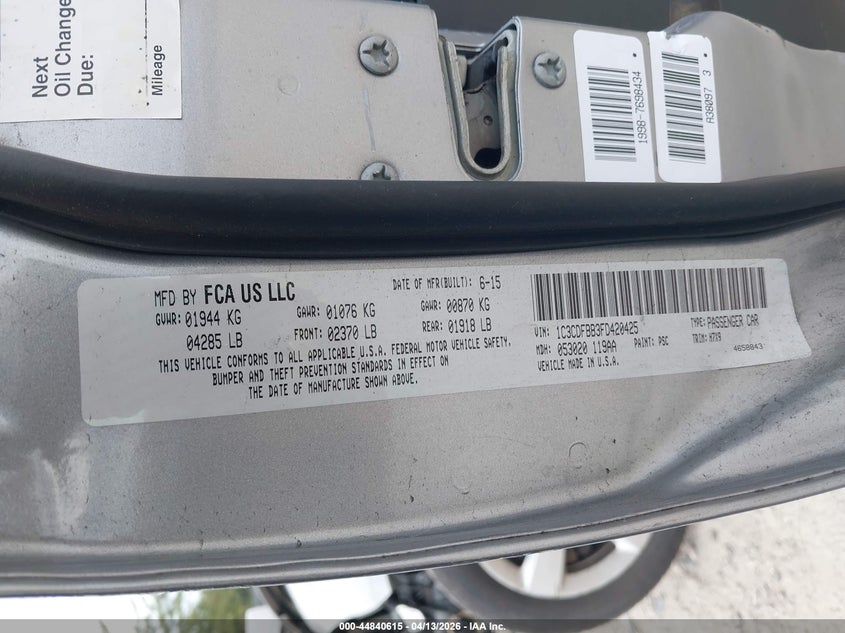 Next
Oil Change
Due:
Mileage
1998-7698434
A38097 3
MFD BY FCA US LLC
DATE OF MFR(BUILT): 6-15
GVWR: 01944 KG GAWR: 01076 KG GAWR: 00870 KG
04285 LB FRONT: 02370 LB REAR: 01918 LB
THIS VEHICLE CONFORMS TO ALL APPLICABLE U.S.A. FEDERAL MOTOR VEHICLE SAFETY,
BUMPER AND THEFT PREVENTION STANDARDS IN EFFECT ON
THE DATE OF MANUFACTURE SHOWN ABOVE.
VIN: 1C3CDFBB3FD420425 TYPE: PASSENGER CAR
MDH: 053020 119AA PAINT: PSC TRIM: H7X9
VEHICLE MADE IN U.S.A. 4658843
000-44840615 | 04/13/2026 | IAA Inc.